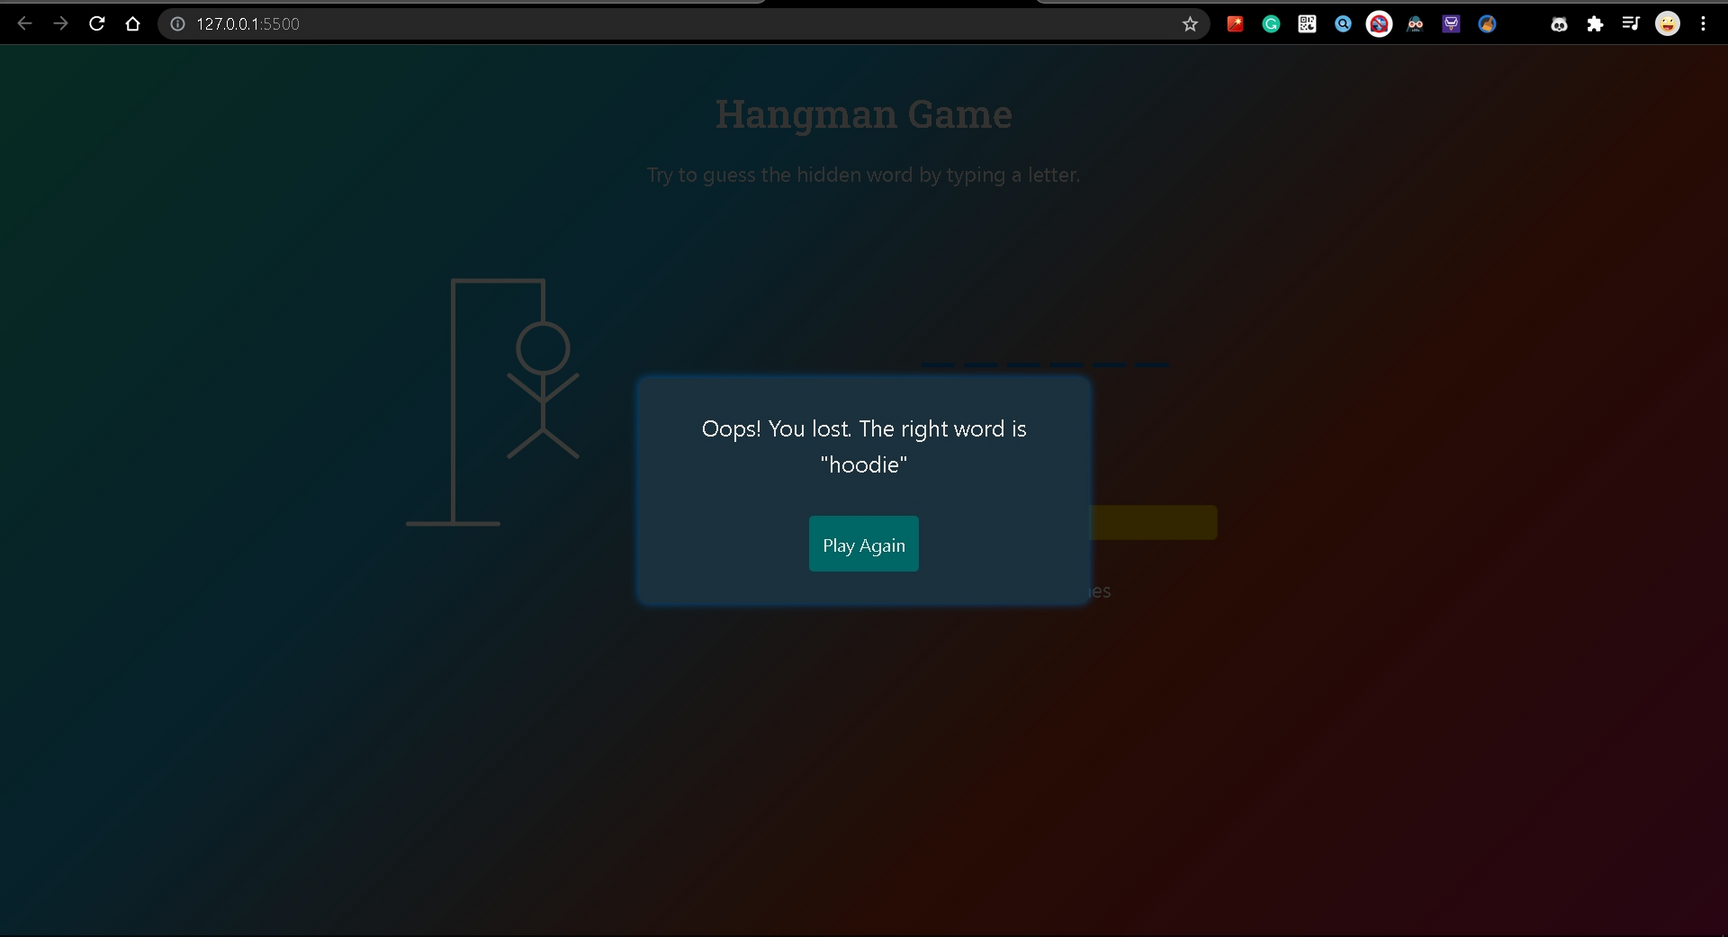 127.0.0.1:5500
Hangman Game
Try to guess the hidden word by typing a letter.
Oops! You lost. The right word is
"hoodie"
Play Again